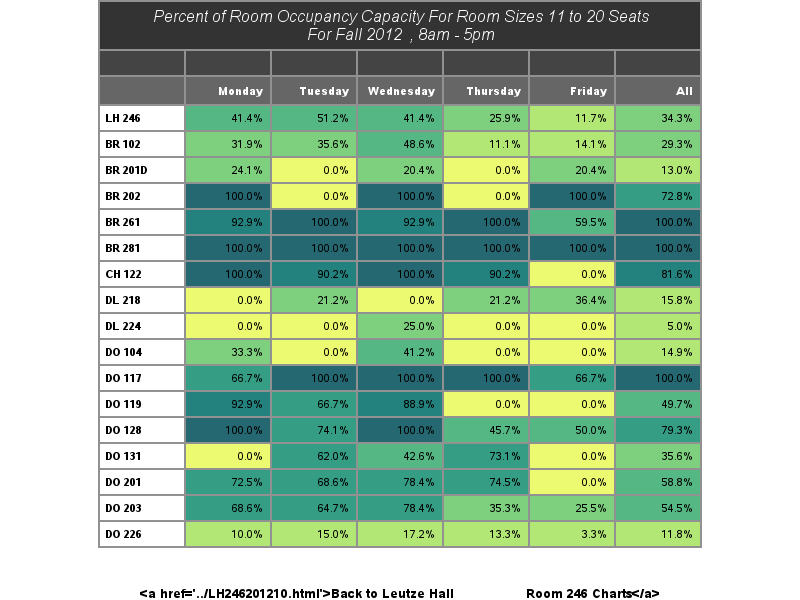 Percent of Room Occupancy Capacity For Room Sizes 11 to 20 Seats
For Fall 2012 , 8am - 5pm
Monday Tuesday Wednesday Thursday Friday All
LH 246 41.4% 51.2% 41.4% 25.9% 11.7% 34.3%
BR 102 31.9% 35.6% 48.6% 11.1% 14.1% 29.3%
BR 201D 24.1% 0.0% 20.4% 0.0% 20.4% 13.0%
BR 202 100.0% 0.0% 100.0% 0.0% 100.0% 72.8%
BR 261 92.9% 100.0% 92.9% 100.0% 59.5% 100.0%
BR 281 100.0% 100.0% 100.0% 100.0% 100.0% 100.0%
CH 122 100.0% 90.2% 100.0% 90.2% 0.0% 81.6%
DL 218 0.0% 21.2% 0.0% 21.2% 36.4% 15.8%
DL 224 0.0% 0.0% 25.0% 0.0% 0.0% 5.0%
DO 104 33.3% 0.0% 41.2% 0.0% 0.0% 14.9%
DO 117 66.7% 100.0% 100.0% 100.0% 66.7% 100.0%
DO 119 92.9% 66.7% 88.9% 0.0% 0.0% 49.7%
DO 128 100.0% 74.1% 100.0% 45.7% 50.0% 79.3%
DO 131 0.0% 62.0% 42.6% 73.1% 0.0% 35.6%
DO 201 72.5% 68.6% 78.4% 74.5% 0.0% 58.8%
DO 203 68.6% 64.7% 78.4% 35.3% 25.5% 54.5%
DO 226 10.0% 15.0% 17.2% 13.3% 3.3% 11.8%
<a href='../LH246201210.html'>Back to Leutze Hall Room 246 Charts</a>